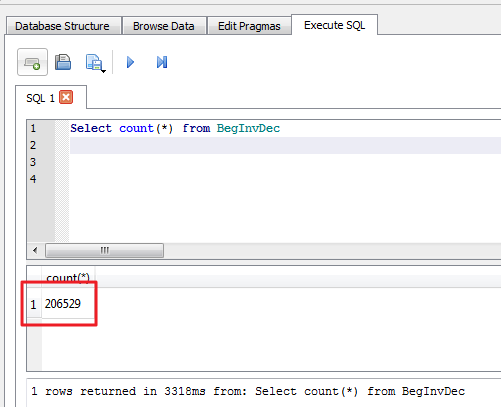 Database Structure Browse Data Edit Pragmas Execute SQL
SQL 1
1 Select count(*) from BegInvDec
2
3
4
count(*)
1 206529
1 rows returned in 3318ms from: Select count(*) from BegInvDec